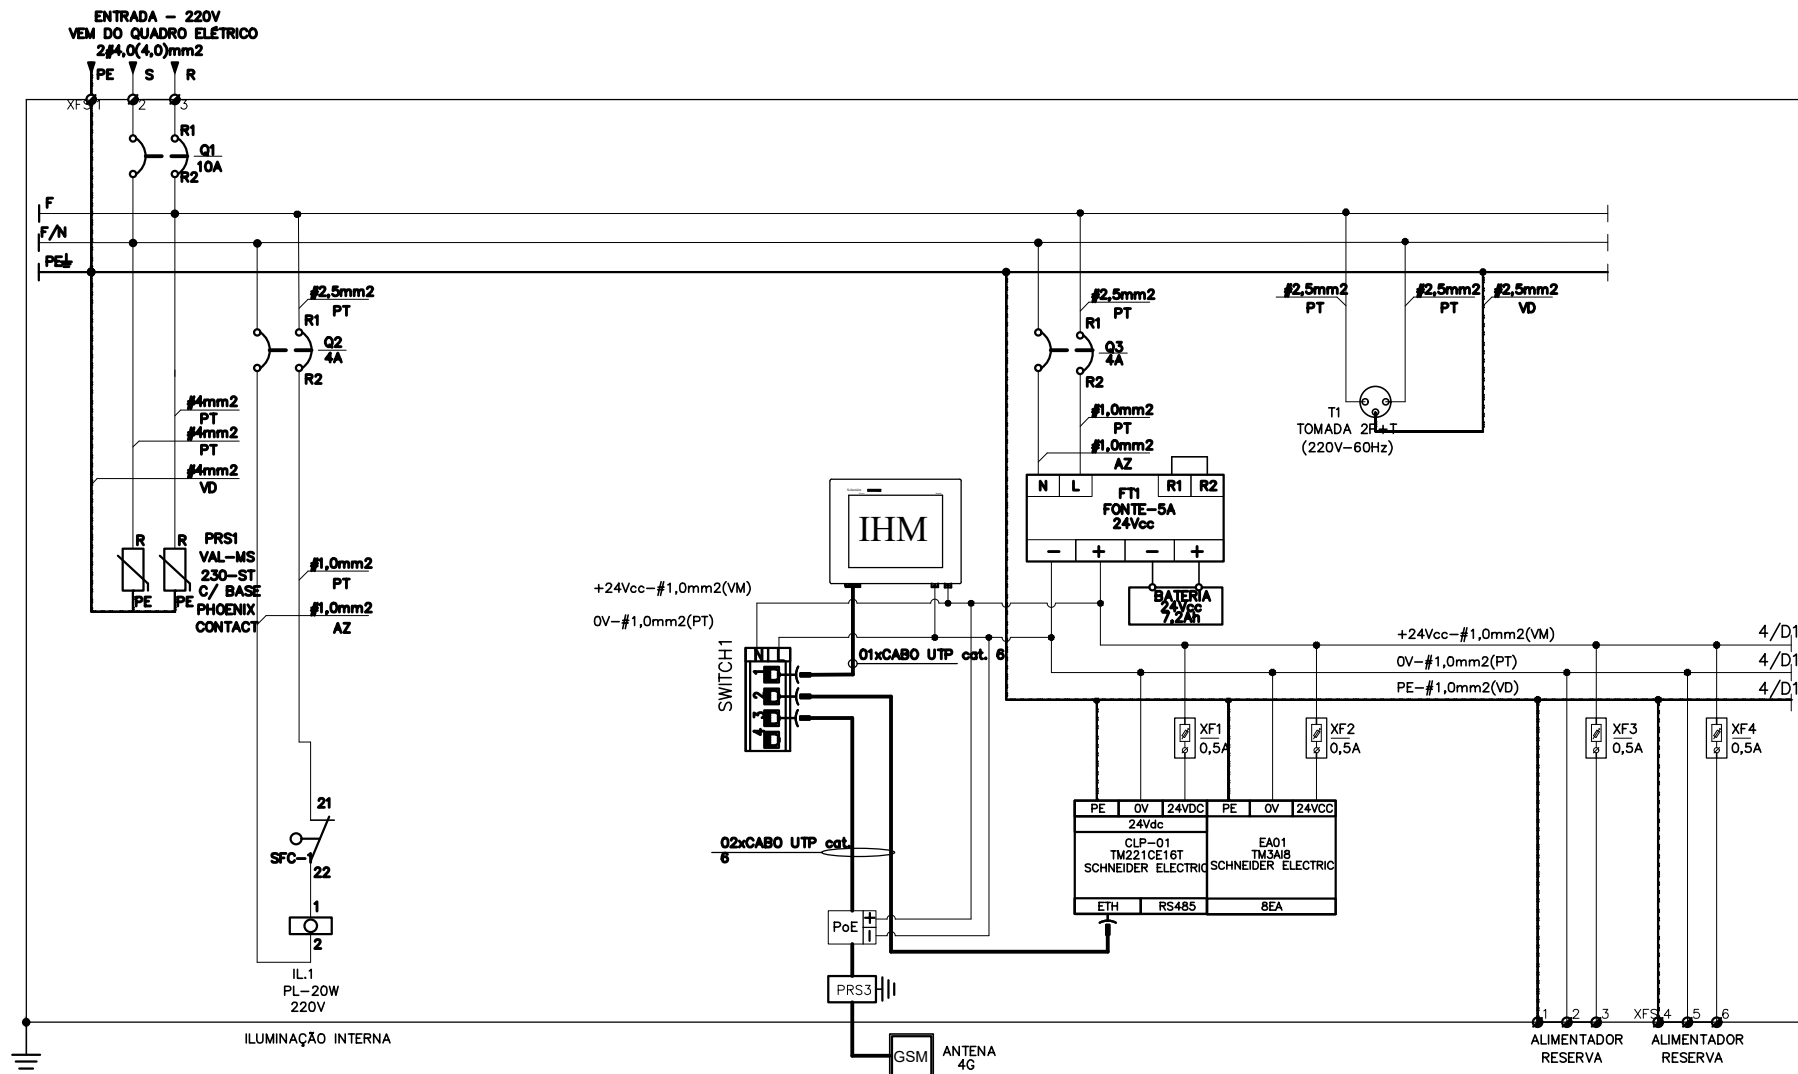 ENTRADA – 220V
VEM DO QUADRO ELÉTRICO
2#4,0(4,0)mm2
PE S R
XFS 1 2 3
R1
Q1
10A
R2
F
F/N
PE
#2,5mm2
PT
R1
Q2
4A
R2
#4mm2
PT
#4mm2
PT
#4mm2
VD
R R
PE PE
PRS1
VAL-MS
230-ST
C/ BASE
PHOENIX
CONTACT
#1,0mm2
PT
#1,0mm2
AZ
21
SFC-1
22
1
2
IL.1
PL-20W
220V
ILUMINAÇÃO INTERNA
#2,5mm2
PT
R1
Q3
4A
R2
#1,0mm2
PT
#1,0mm2
AZ
N L R1 R2
FT1
FONTE-5A
24Vcc
– + – +
BATERIA
24Vcc
7,2Ah
#2,5mm2
PT
#2,5mm2
PT
#2,5mm2
VD
T1
TOMADA 2P+T
(220V-60Hz)
IHM
+24Vcc-#1,0mm2(VM)
0V-#1,0mm2(PT)
SWITCH1
N L
1
2
3
4
01xCABO UTP cat. 6
02xCABO UTP cat.
6
PoE + –
PRS3
GSM
ANTENA
4G
+24Vcc-#1,0mm2(VM) 4/D1
0V-#1,0mm2(PT) 4/D1
PE-#1,0mm2(VD) 4/D1
XF1
0,5A
XF2
0,5A
XF3
0,5A
XF4
0,5A
PE 0V 24VDC
24Vdc
CLP-01
TM221CE16T
SCHNEIDER ELECTRIC
ETH RS485
PE 0V 24VCC
EA01
TM3AI8
SCHNEIDER ELECTRIC
8EA
1 2 3
ALIMENTADOR
RESERVA
XFS 4 5 6
ALIMENTADOR
RESERVA